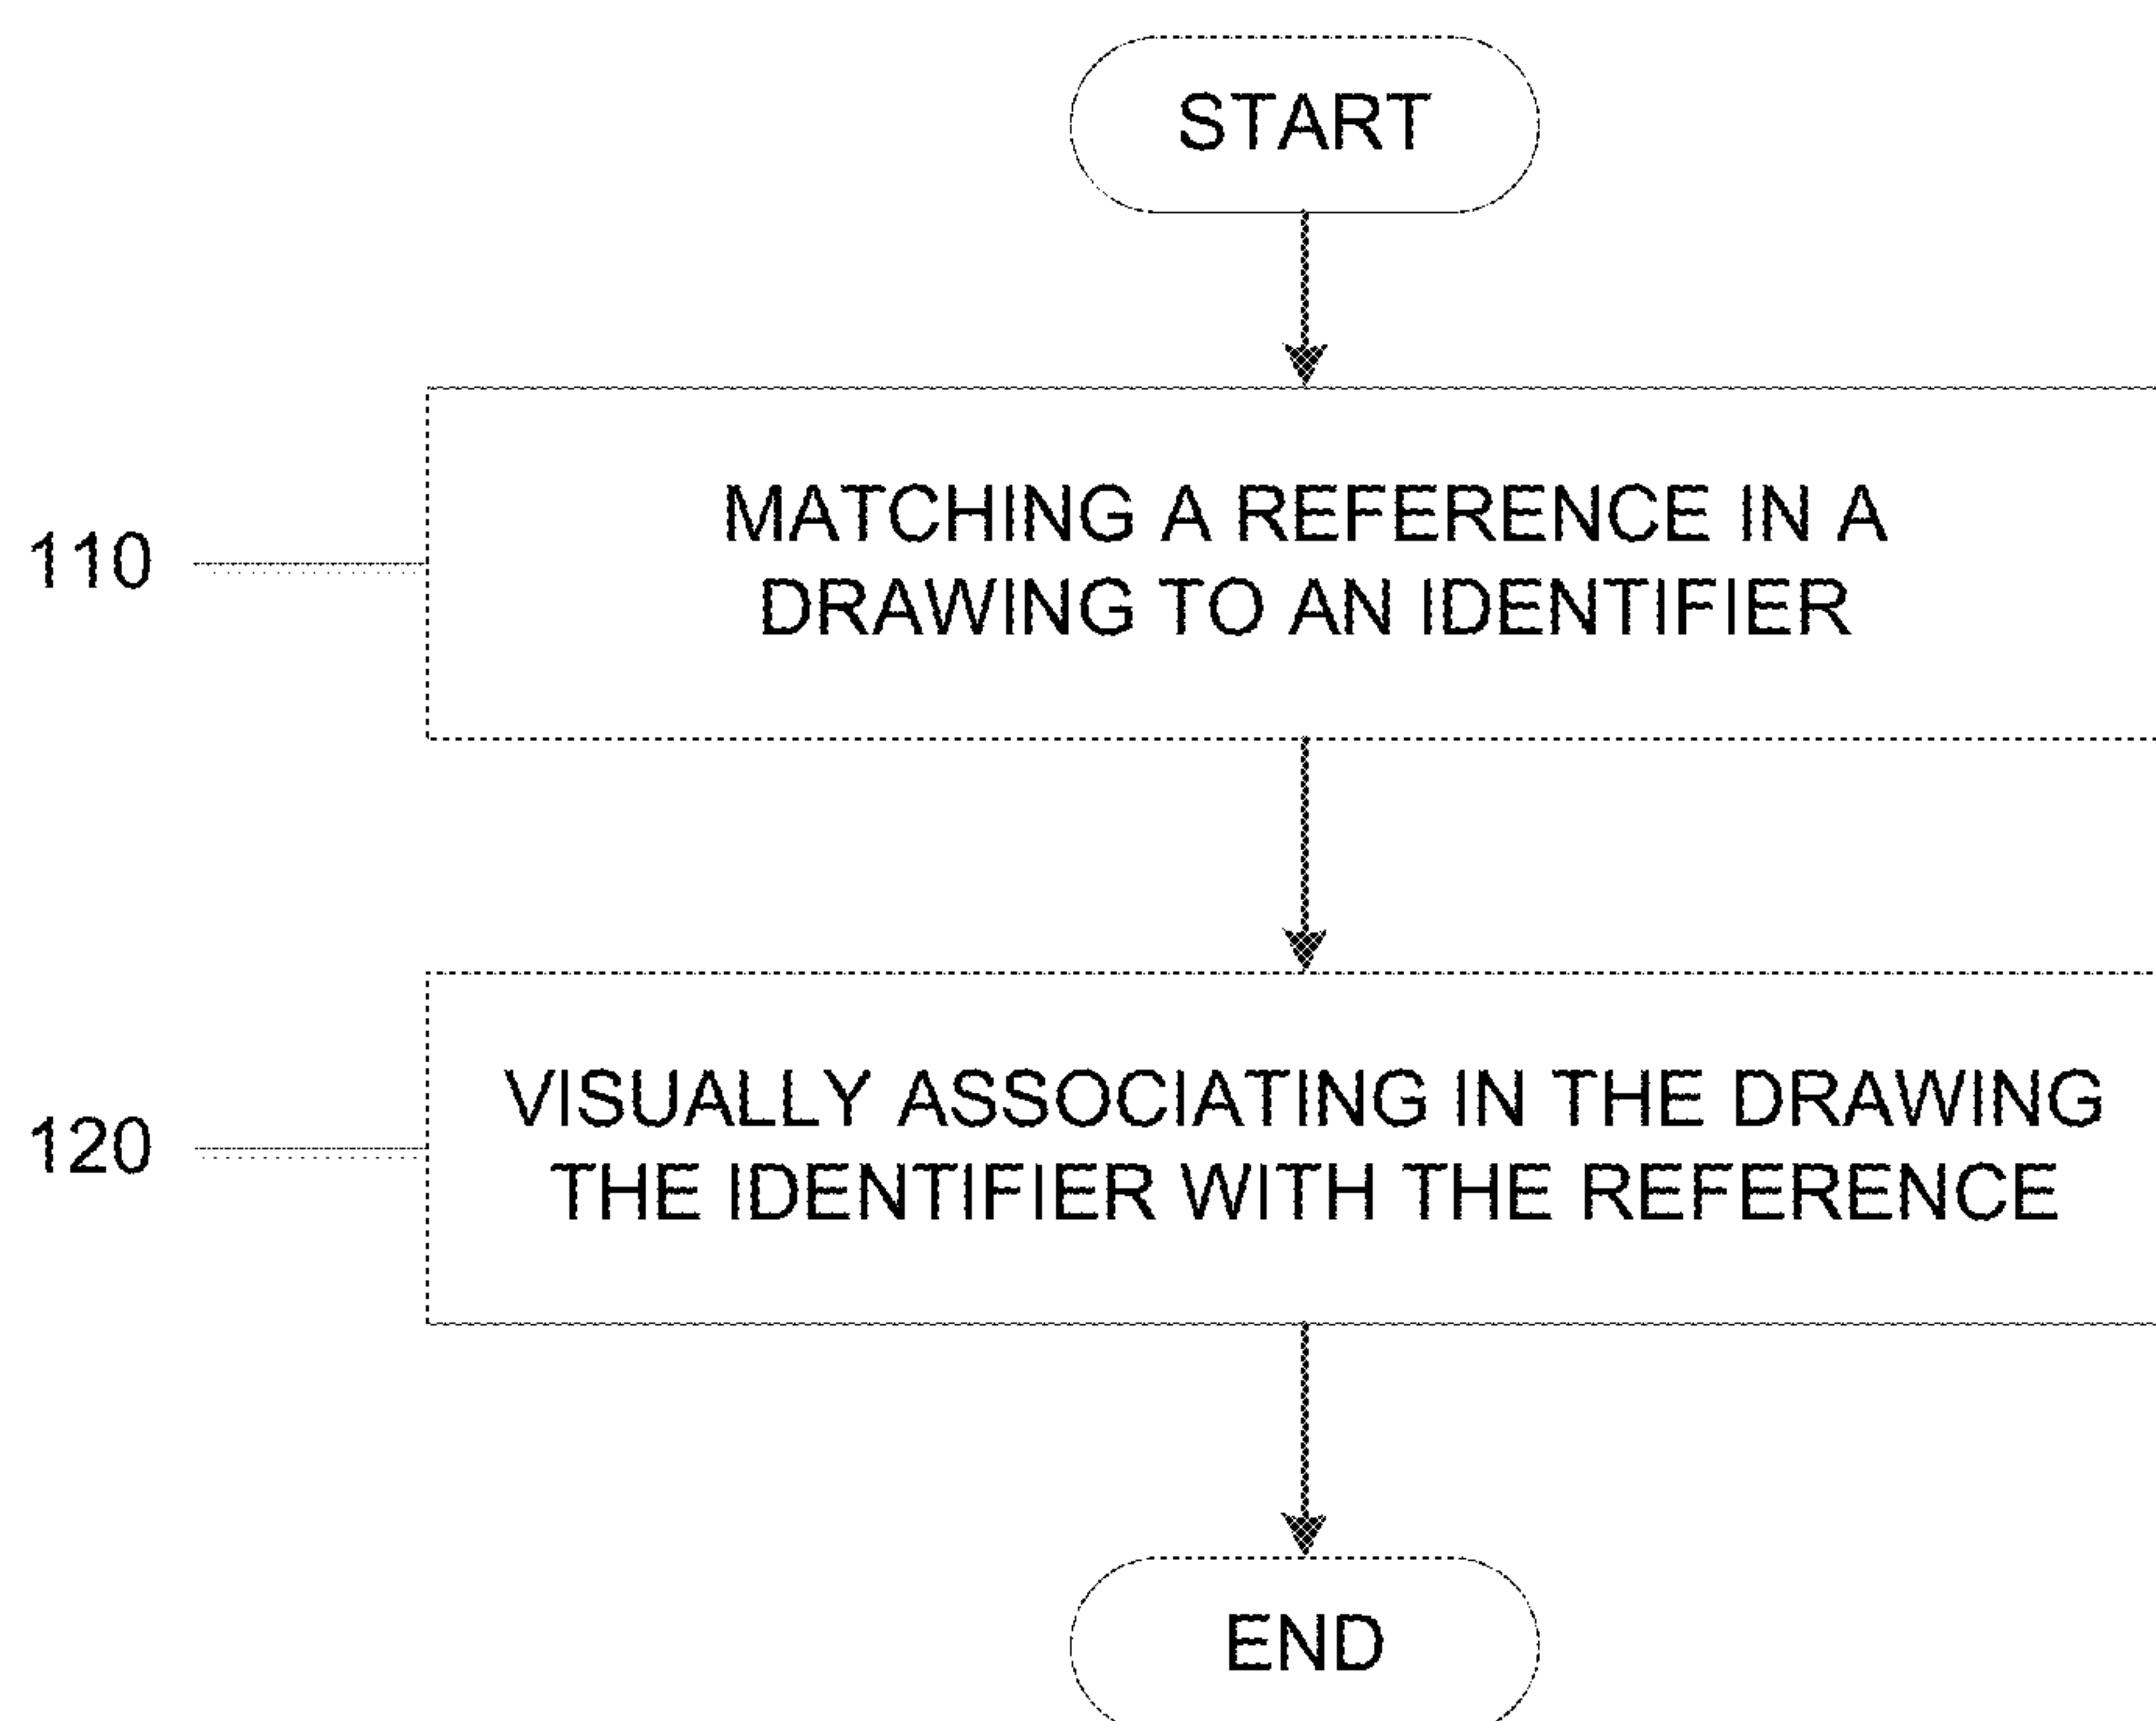 START
110
MATCHING A REFERENCE IN A
DRAWING TO AN IDENTIFIER
120
VISUALLY ASSOCIATING IN THE DRAWING
THE IDENTIFIER WITH THE REFERENCE
END